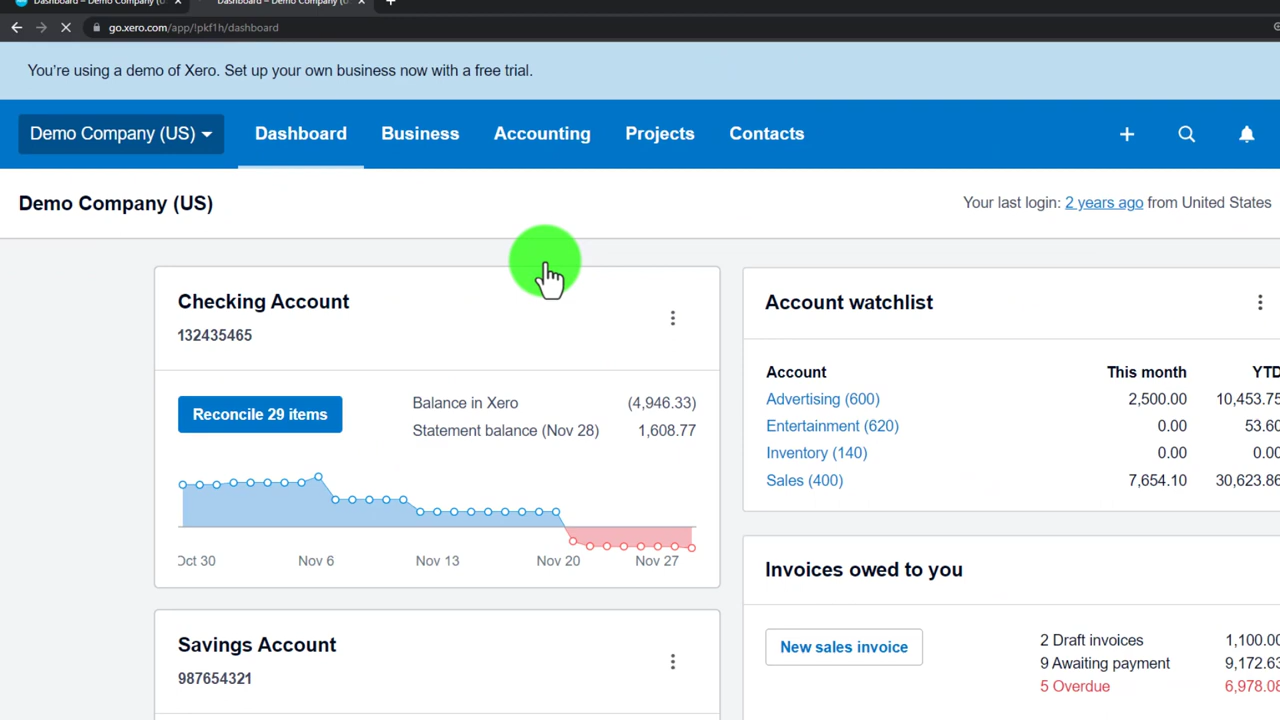 Dashboard – Demo Company (U
Dashboard – Demo Company (U
go.xero.com/app/!pkf1h/dashboard
You're using a demo of Xero. Set up your own business now with a free trial.
Demo Company (US)
Dashboard
Business
Accounting
Projects
Contacts
Demo Company (US)
Your last login: 2 years ago from United States
Checking Account
132435465
Reconcile 29 items
Balance in Xero (4,946.33)
Statement balance (Nov 28) 1,608.77
Oct 30 Nov 6 Nov 13 Nov 20 Nov 27
Savings Account
987654321
Account watchlist
Account This month YTD
Advertising (600) 2,500.00 10,453.75
Entertainment (620) 0.00 53.60
Inventory (140) 0.00 0.00
Sales (400) 7,654.10 30,623.86
Invoices owed to you
New sales invoice
2 Draft invoices 1,100.00
9 Awaiting payment 9,172.63
5 Overdue 6,978.08